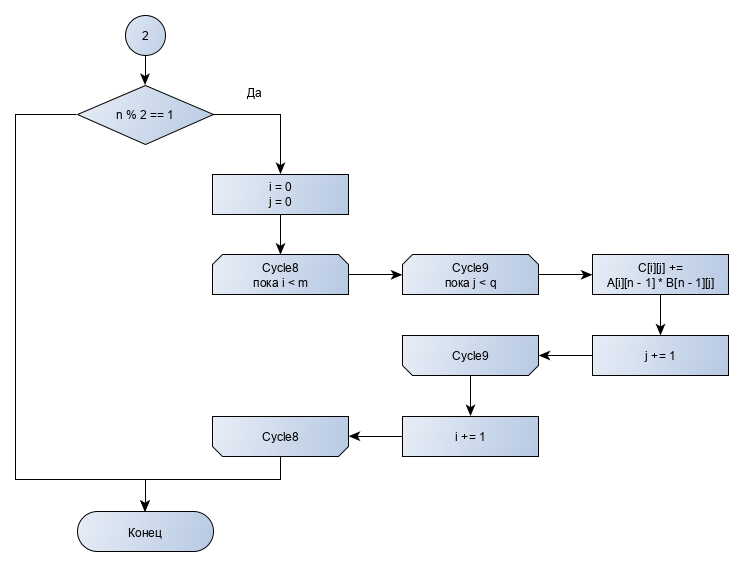 2
Да
n % 2 == 1
i = 0
j = 0
Cycle8
пока i < m
Cycle9
пока j < q
C[i][j] +=
A[i][n - 1] * B[n - 1][j]
j += 1
Cycle9
i += 1
Cycle8
Конец